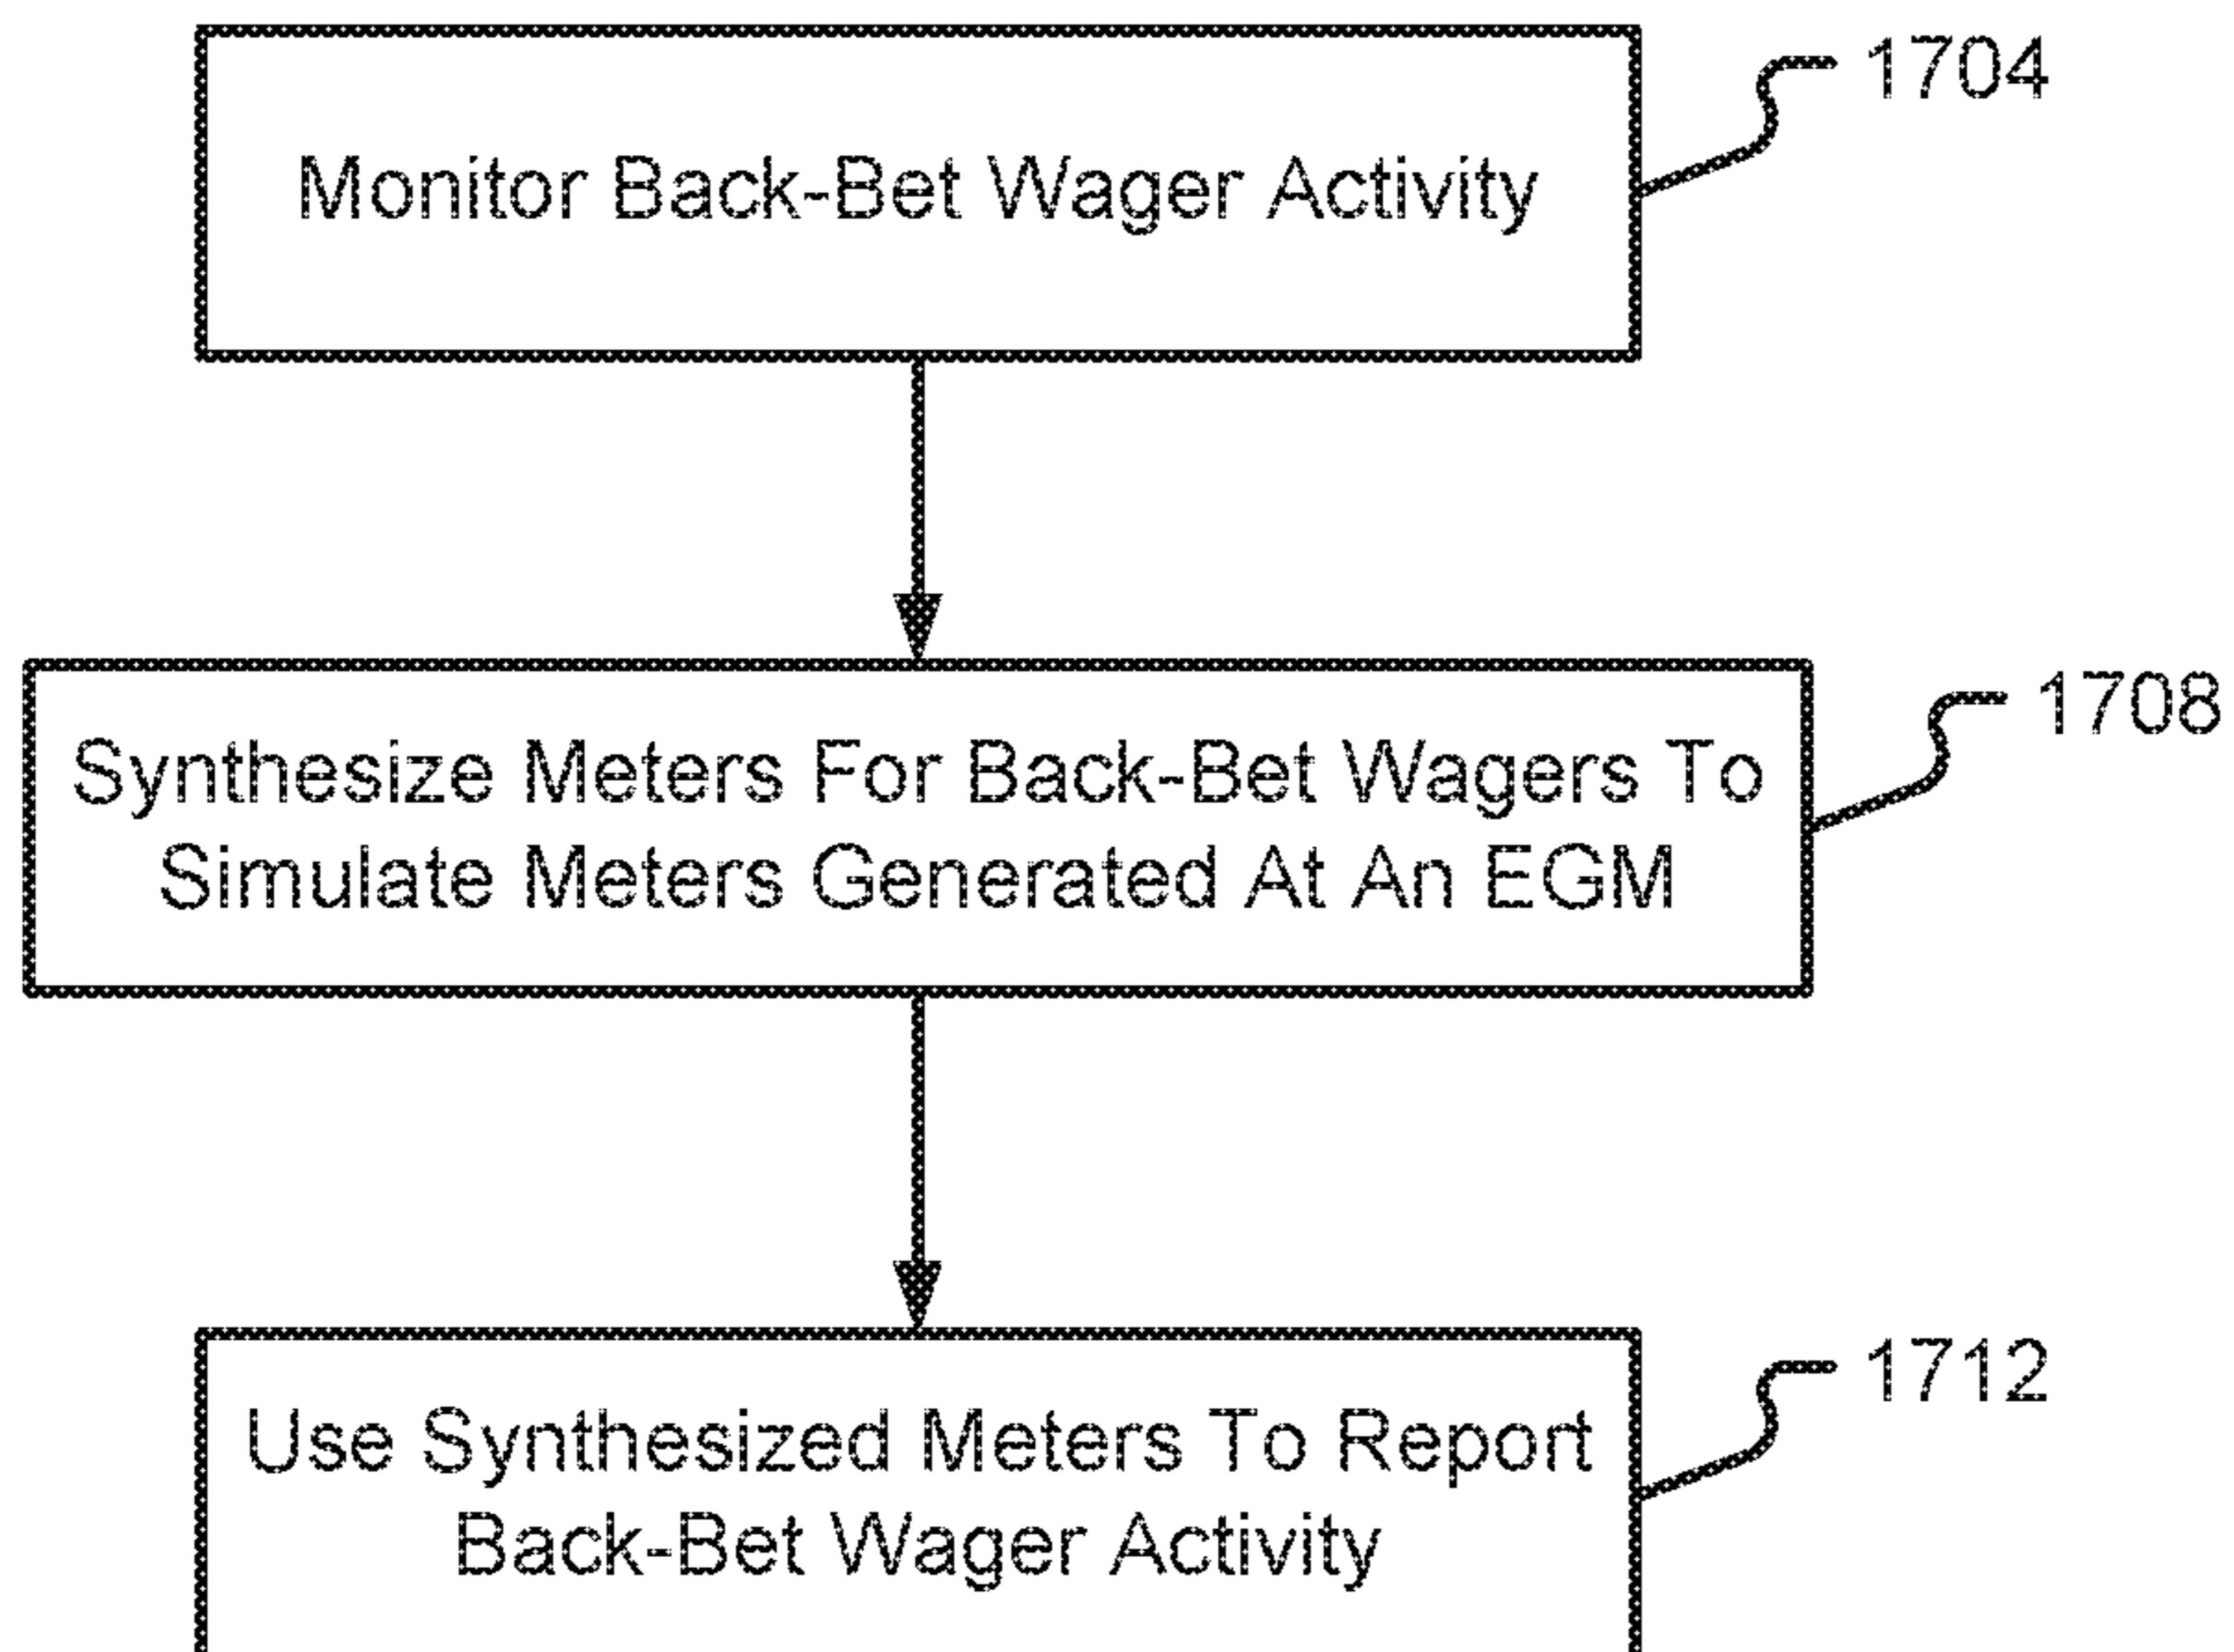 1704
Monitor Back-Bet Wager Activity
1708
Synthesize Meters For Back-Bet Wagers To
Simulate Meters Generated At An EGM
1712
Use Synthesized Meters To Report
Back-Bet Wager Activity